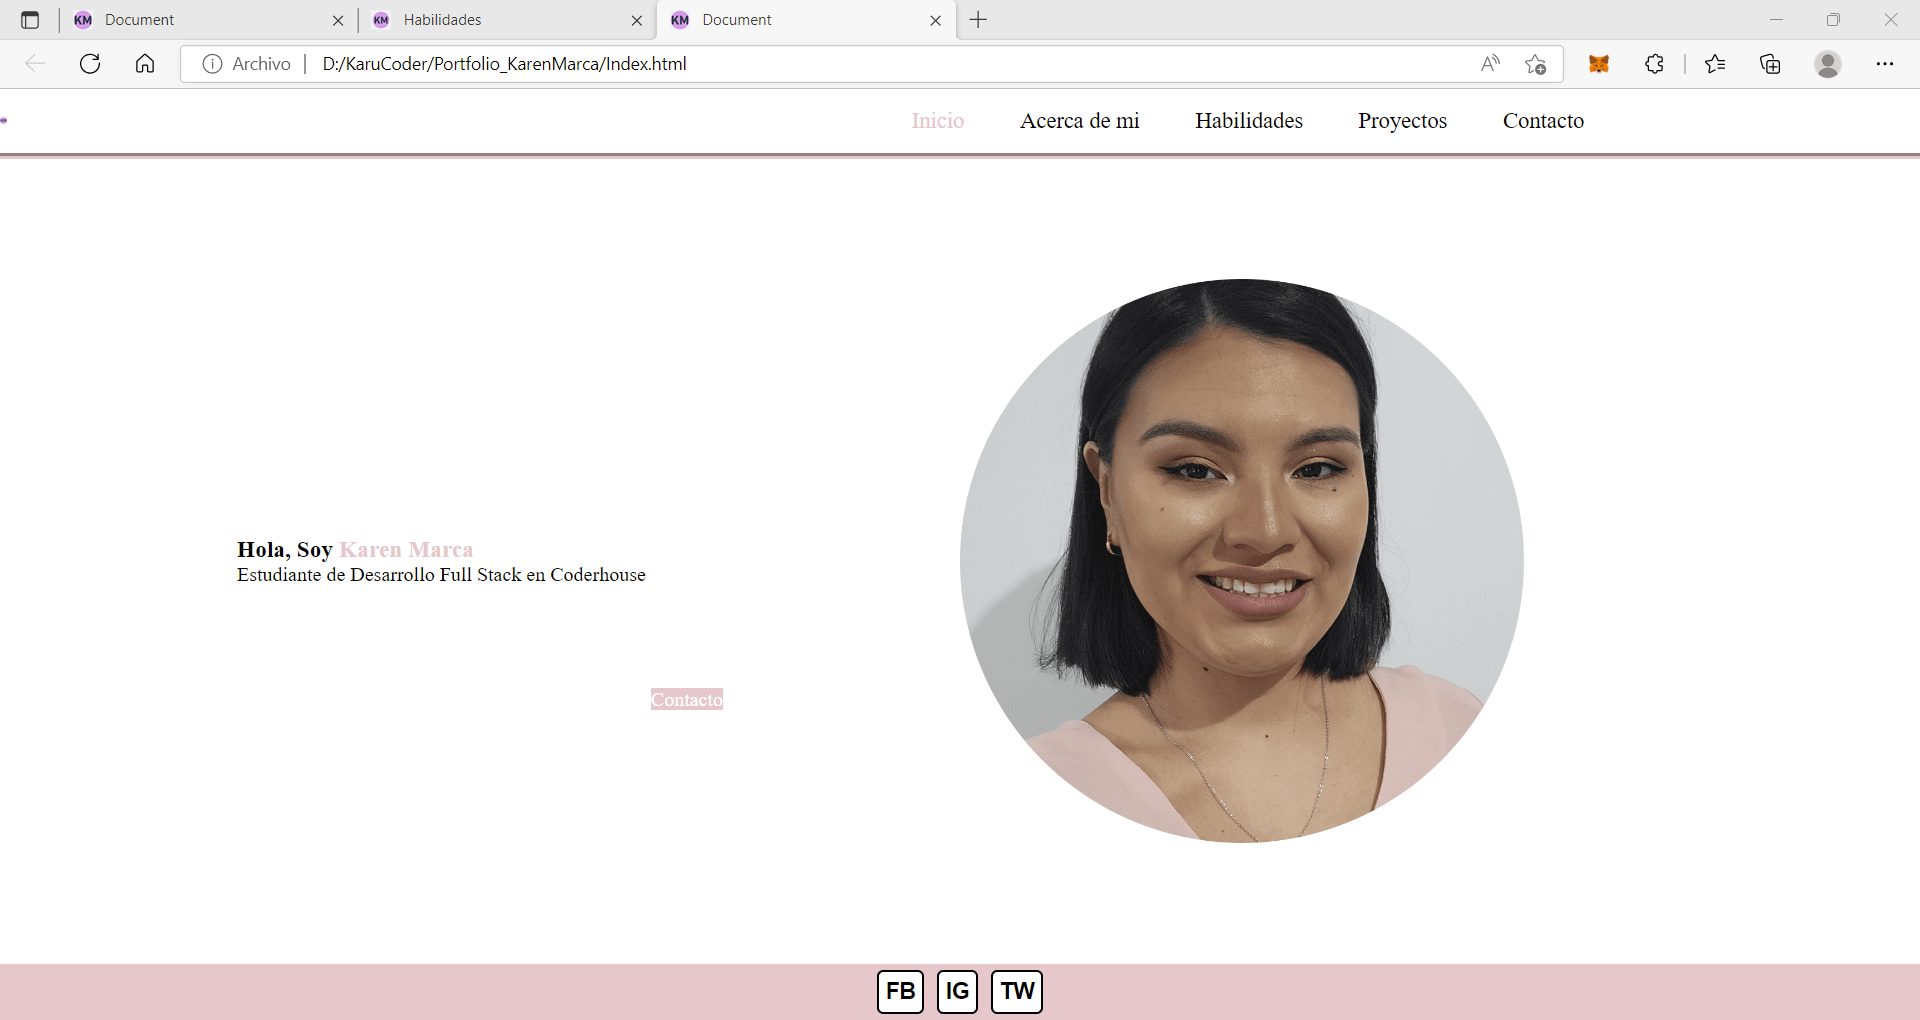 KM Document
KM Habilidades
KM Document
Archivo D:/KaruCoder/Portfolio_KarenMarca/Index.html
Inicio Acerca de mi Habilidades Proyectos Contacto
Hola, Soy Karen Marca
Estudiante de Desarrollo Full Stack en Coderhouse
Contacto
FB IG TW